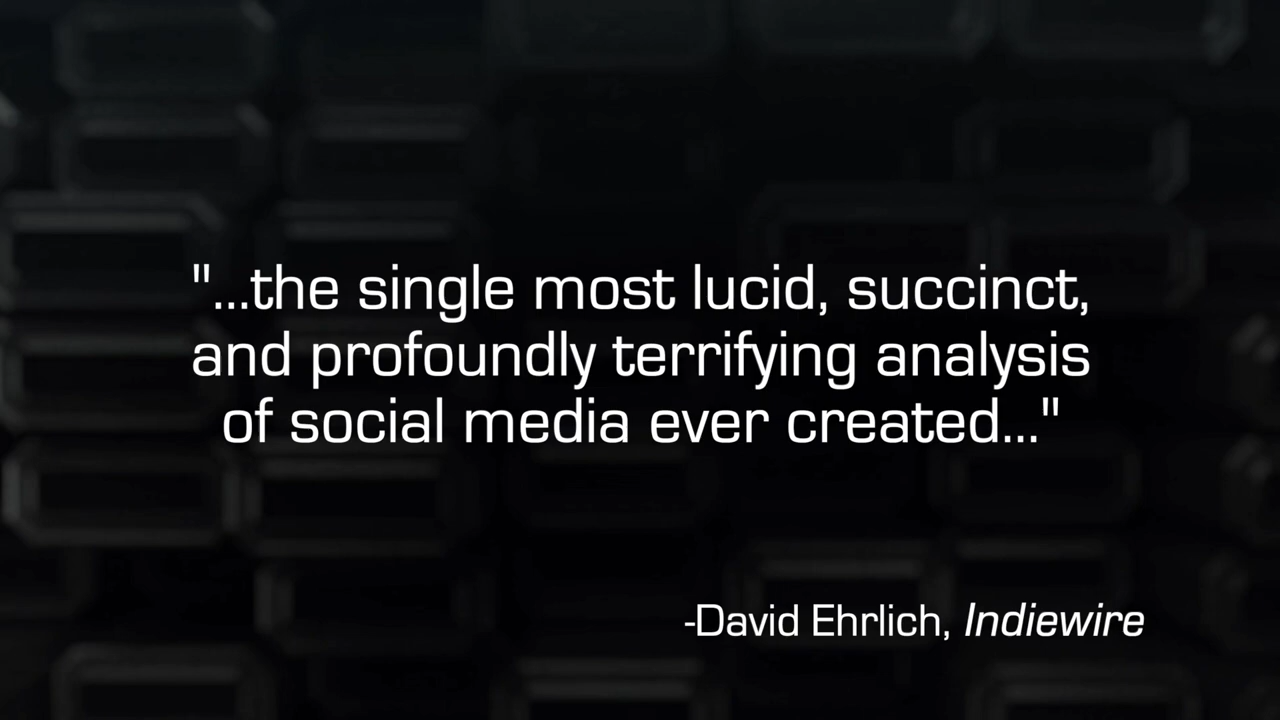 "...the single most lucid, succinct,
and profoundly terrifying analysis
of social media ever created..."
-David Ehrlich, Indiewire